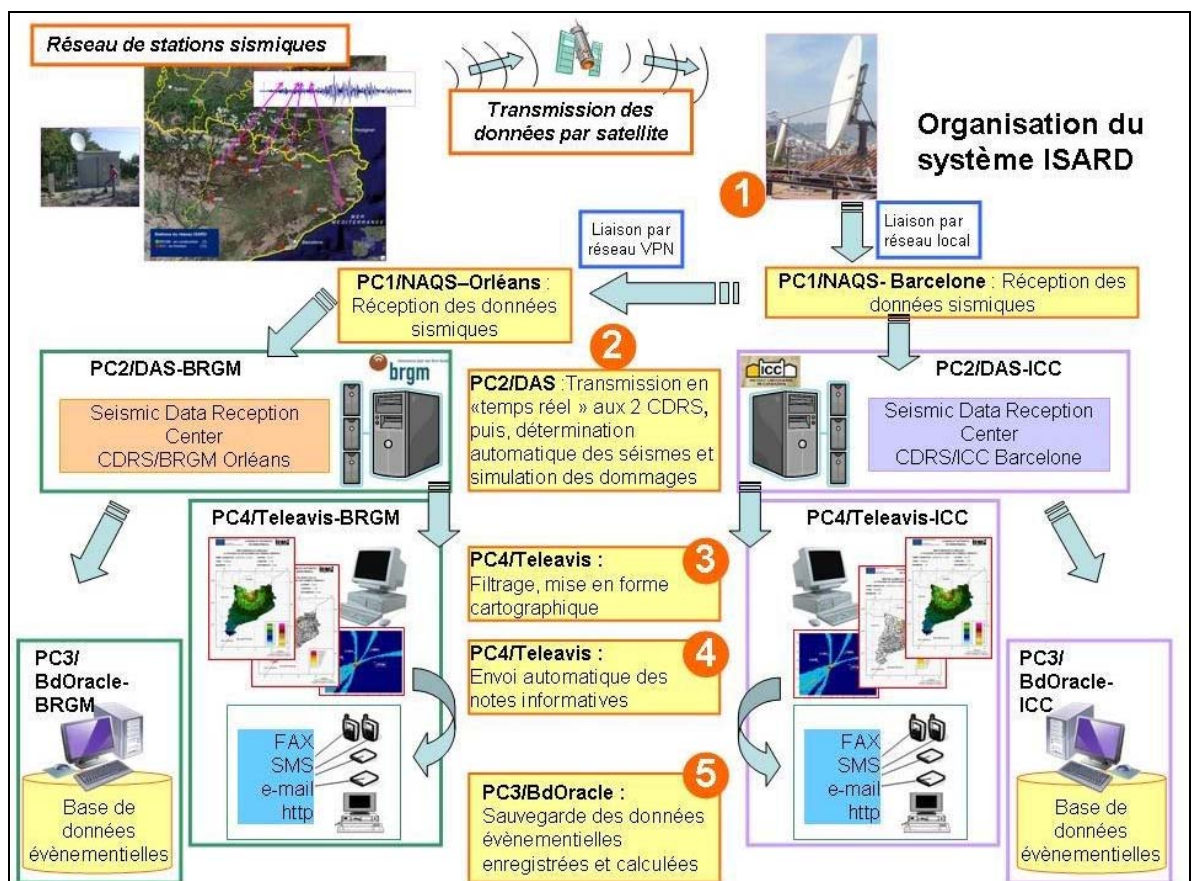 Réseau de stations sismiques
Transmission des
données par satellite
Organisation du
système ISARD
1
MER
MEDITERRANEE
Liaison par
réseau VPN
Liaison par
réseau local
PC1/NAQS–Orléans :
Réception des données
sismiques
PC1/NAQS- Barcelone : Réception des
données sismiques
2
PC2/DAS-BRGM
brgm
Seismic Data Reception
Center
CDRS/BRGM Orléans
PC2/DAS :Transmission en
«temps réel » aux 2 CDRS,
puis, détermination
automatique des séismes et
simulation des dommages
ICC
PC2/DAS-ICC
Seismic Data Reception
Center
CDRS/ICC Barcelone
PC4/Teleavis-BRGM
3
PC4/Teleavis :
Filtrage, mise en forme
cartographique
PC4/Teleavis-ICC
4
PC4/Teleavis :
Envoi automatique des
notes informatives
PC3/
BdOracle-
BRGM
Base de
données
évènementielles
FAX
SMS
e-mail
http
5
PC3/BdOracle :
Sauvegarde des données
évènementielles
enregistrées et calculées
FAX
SMS
e-mail
http
PC3/
BdOracle-
ICC
Base de
données
évènementielles